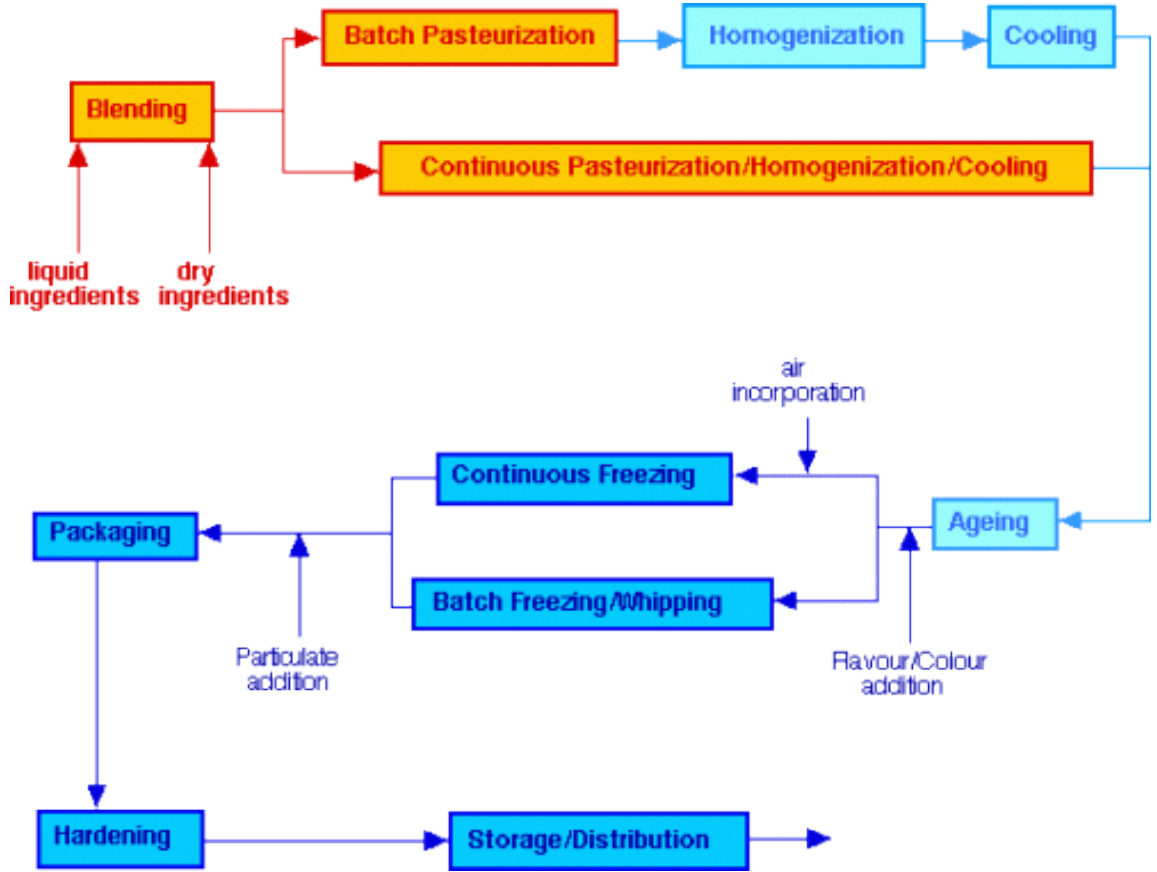 Batch Pasteurization
Homogenization
Cooling
Blending
Continuous Pasteurization/Homogenization/Cooling
liquid
ingredients
dry
ingredients
air
incorporation
Continuous Freezing
Packaging
Ageing
Batch Freezing/Whipping
Particulate
addition
Flavour/Colour
addition
Hardening
Storage/Distribution